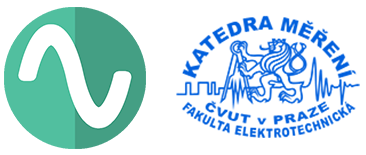 KATEDRA MĚŘENÍ
ČVUT v PRAZE
FAKULTA ELEKTROTECHNICKÁ